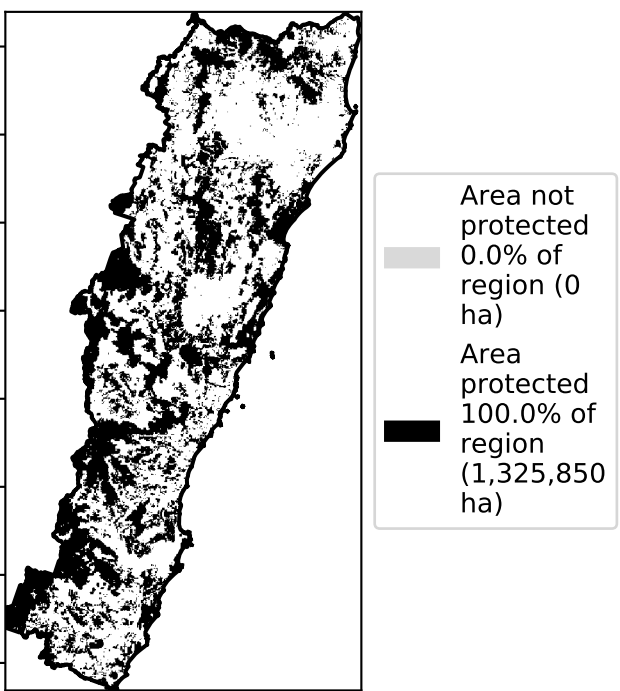 Area not
protected
0.0% of
region (0
ha)
Area
protected
100.0% of
region
(1,325,850
ha)